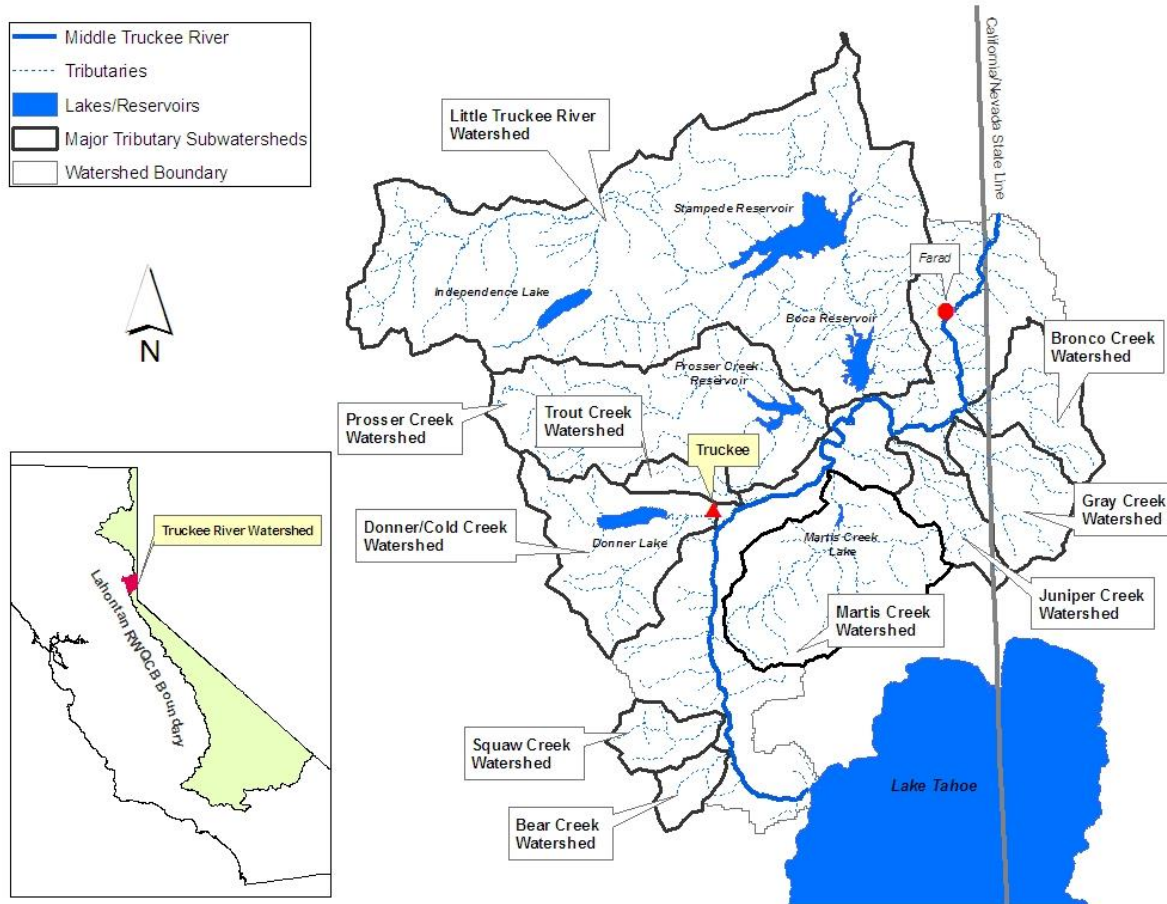 Middle Truckee River
Tributaries
Lakes/Reservoirs
Major Tributary Subwatersheds
Watershed Boundary
N
Truckee River Watershed
Lahontan RWQCB Boundary
California/Nevada State Line
Little Truckee River
Watershed
Stampede Reservoir
Farad
Independence Lake
Boca Reservoir
Bronco Creek
Watershed
Prosser Creek
Reservoir
Prosser Creek
Watershed
Trout Creek
Watershed
Truckee
Gray Creek
Watershed
Donner/Cold Creek
Watershed
Donner Lake
Martis Creek
Lake
Juniper Creek
Watershed
Martis Creek
Watershed
Squaw Creek
Watershed
Lake Tahoe
Bear Creek
Watershed